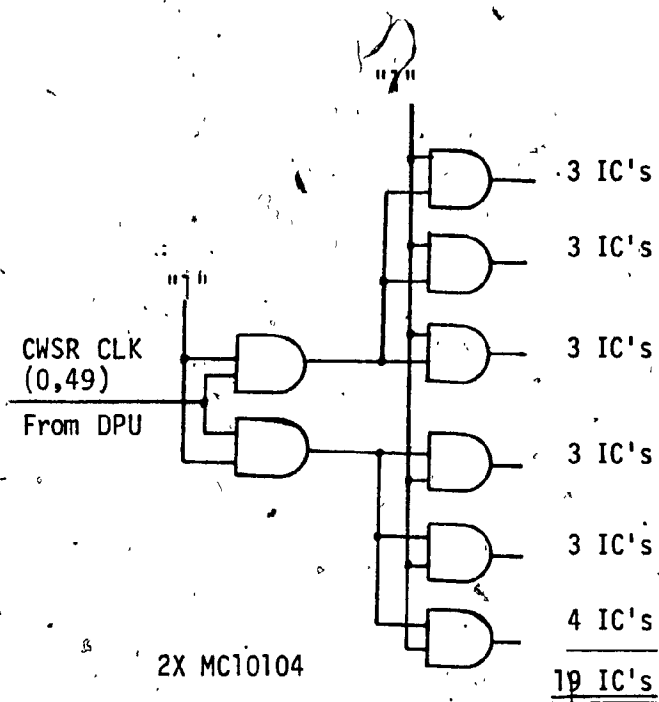 "1"
3 IC's
3 IC's
"1"
3 IC's
CWSR CLK
(0,49)
From DPU
3 IC's
3 IC's
4 IC's
2X MC10104
19 IC's